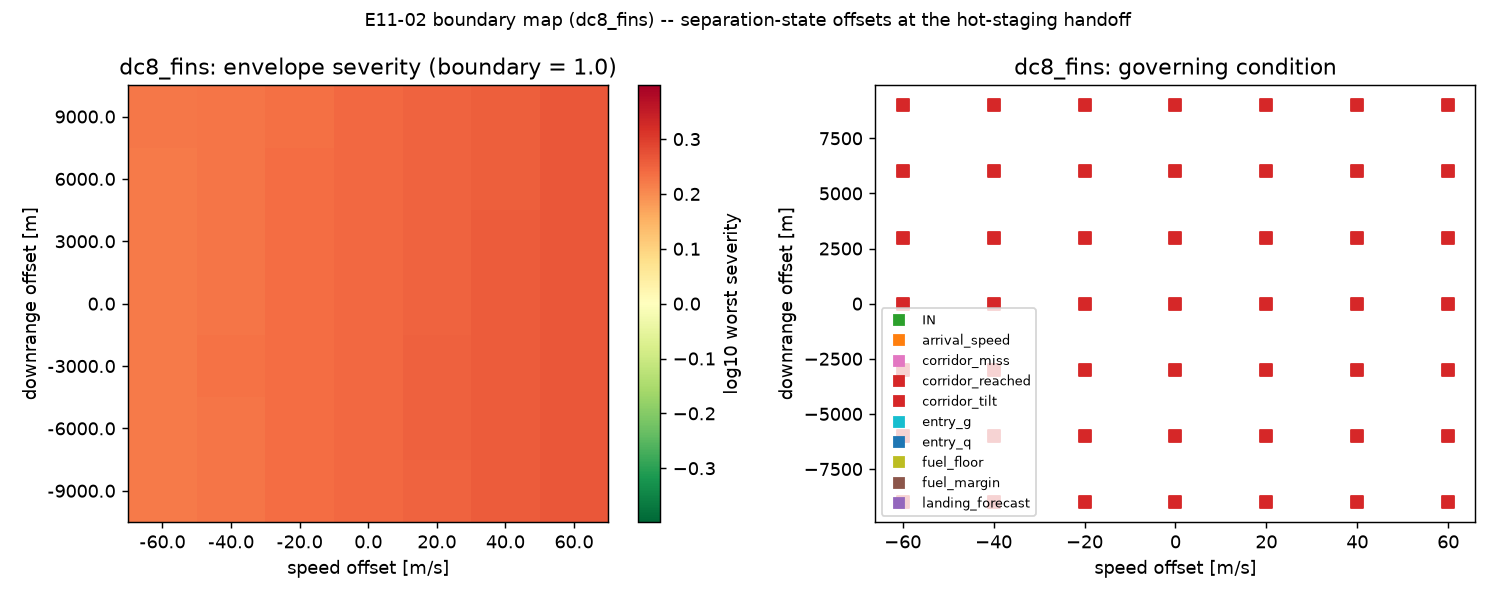 E11-02 boundary map (dc8_fins) -- separation-state offsets at the hot-staging handoff
dc8_fins: envelope severity (boundary = 1.0)
downrange offset [m]
9000.0
6000.0
3000.0
0.0
-3000.0
-6000.0
-9000.0
-60.0 -40.0 -20.0 0.0 20.0 40.0 60.0
speed offset [m/s]
0.3
0.2
0.1
0.0
−0.1
−0.2
−0.3
log10 worst severity
dc8_fins: governing condition
downrange offset [m]
7500
5000
2500
0
−2500
−5000
−7500
IN
arrival_speed
corridor_miss
corridor_reached
corridor_tilt
entry_g
entry_q
fuel_floor
fuel_margin
landing_forecast
−60 −40 −20 0 20 40 60
speed offset [m/s]